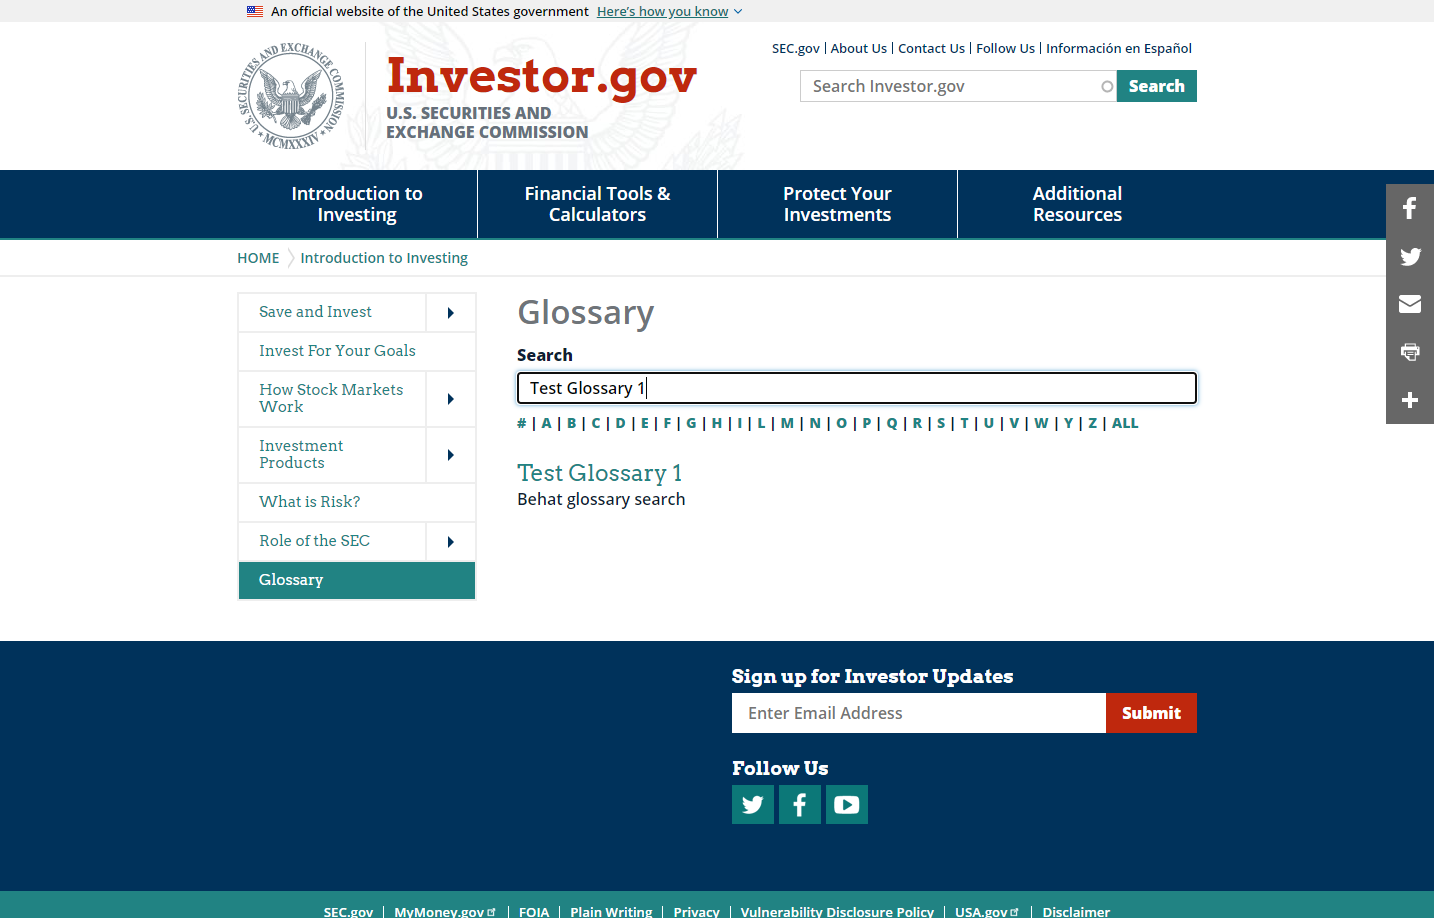 An official website of the United States government Here's how you know
SEC.gov | About Us | Contact Us | Follow Us | Información en Español
SECURITIES AND EXCHANGE COMMISSION
U.S.
MCMXXXIV
Investor.gov
U.S. SECURITIES AND
EXCHANGE COMMISSION
Search Investor.gov Search
Introduction to
Investing
Financial Tools &
Calculators
Protect Your
Investments
Additional
Resources
HOME Introduction to Investing
Save and Invest
Invest For Your Goals
How Stock Markets
Work
Investment
Products
What is Risk?
Role of the SEC
Glossary
Glossary
Search
Test Glossary 1
# | A | B | C | D | E | F | G | H | I | L | M | N | O | P | Q | R | S | T | U | V | W | Y | Z | ALL
Test Glossary 1
Behat glossary search
Sign up for Investor Updates
Enter Email Address Submit
Follow Us
SEC.gov | MyMoney.gov | FOIA | Plain Writing | Privacy | Vulnerability Disclosure Policy | USA.gov | Disclaimer